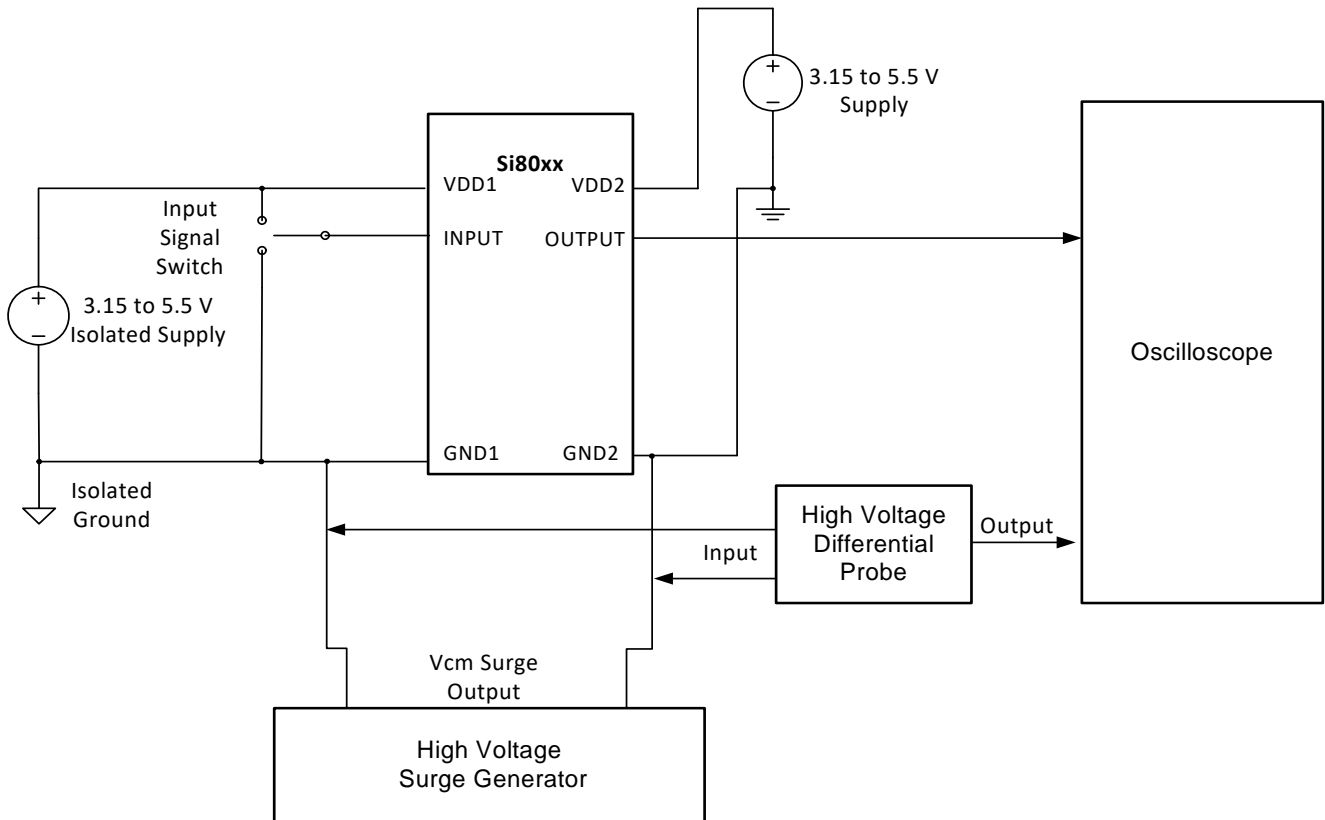 3.15 to 5.5 V
Supply
Si80xx
VDD1
VDD2
Input
Signal
Switch
INPUT
OUTPUT
3.15 to 5.5 V
Isolated Supply
Oscilloscope
GND1
GND2
Isolated
Ground
High Voltage
Differential
Probe
Input
Output
Vcm Surge
Output
High Voltage
Surge Generator